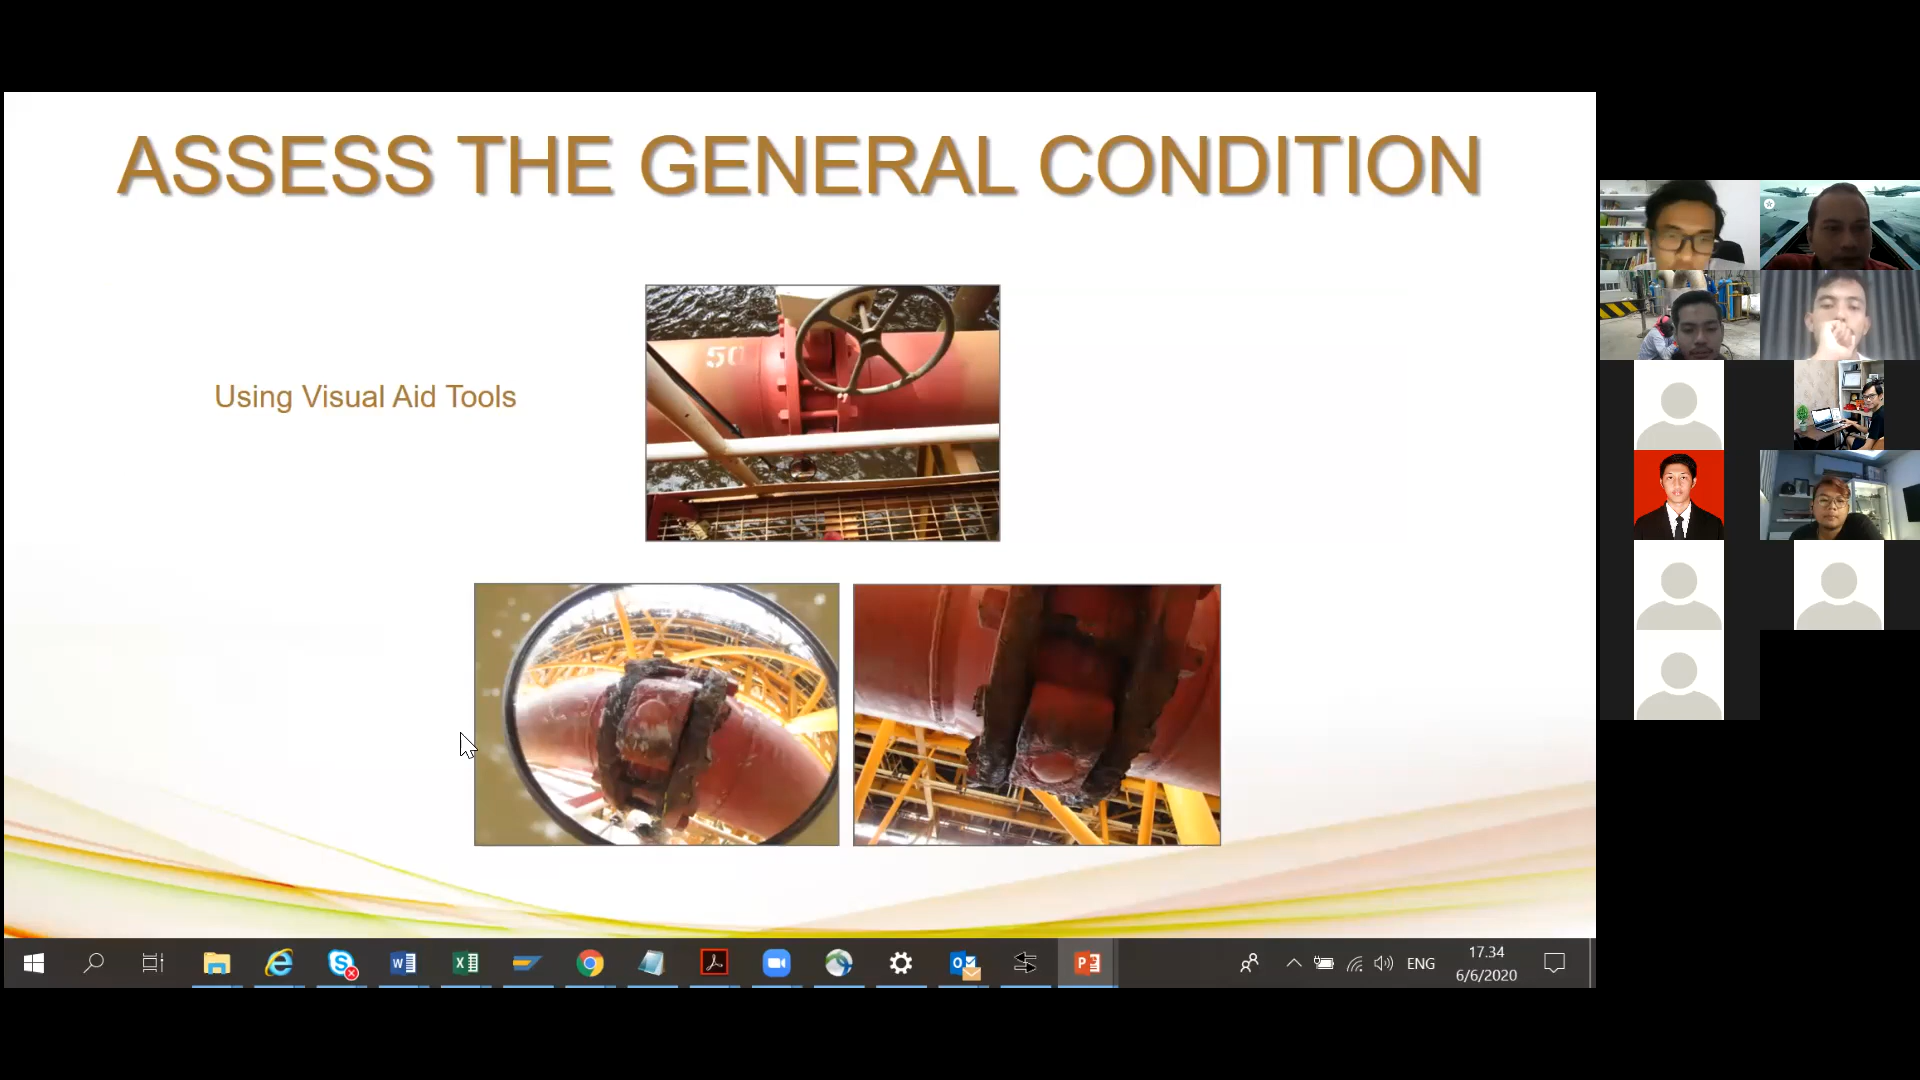 ASSESS THE GENERAL CONDITION
Using Visual Aid Tools
50
ENG
17.34
6/6/2020